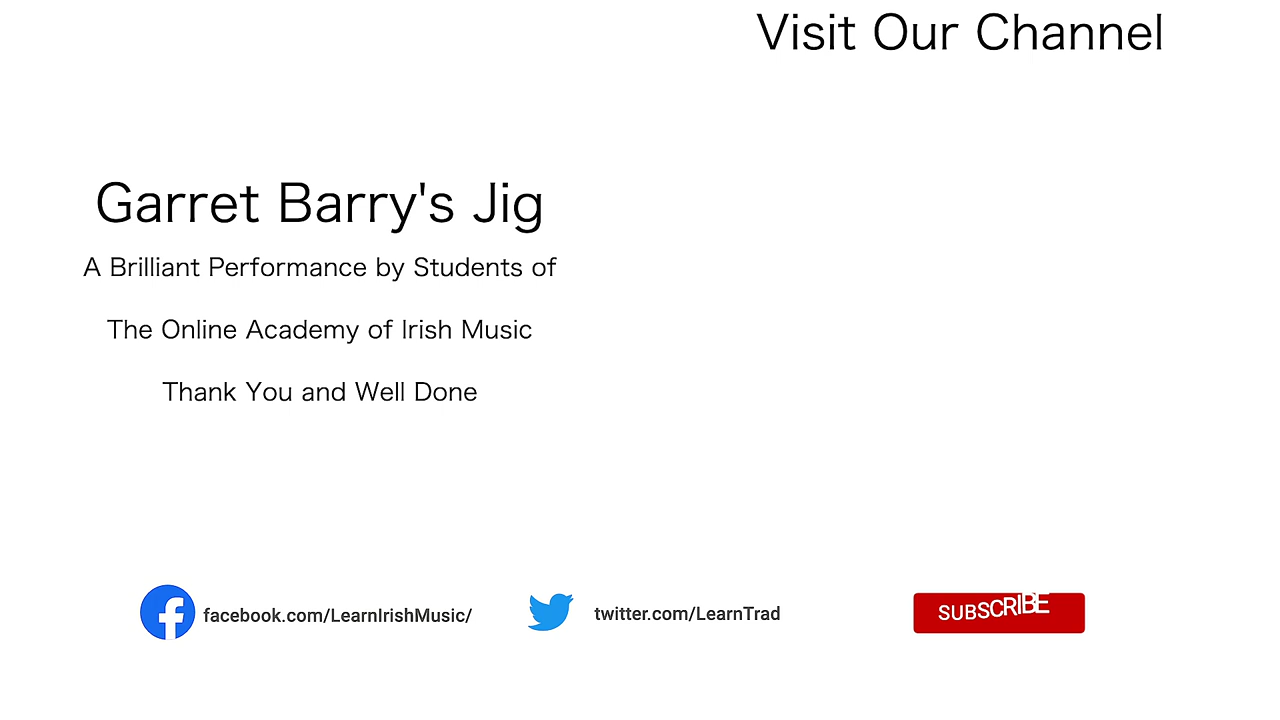 Visit Our Channel
Garret Barry's Jig
A Brilliant Performance by Students of
The Online Academy of Irish Music
Thank You and Well Done
facebook.com/LearnIrishMusic/
twitter.com/LearnTrad
SUBSCRIBE